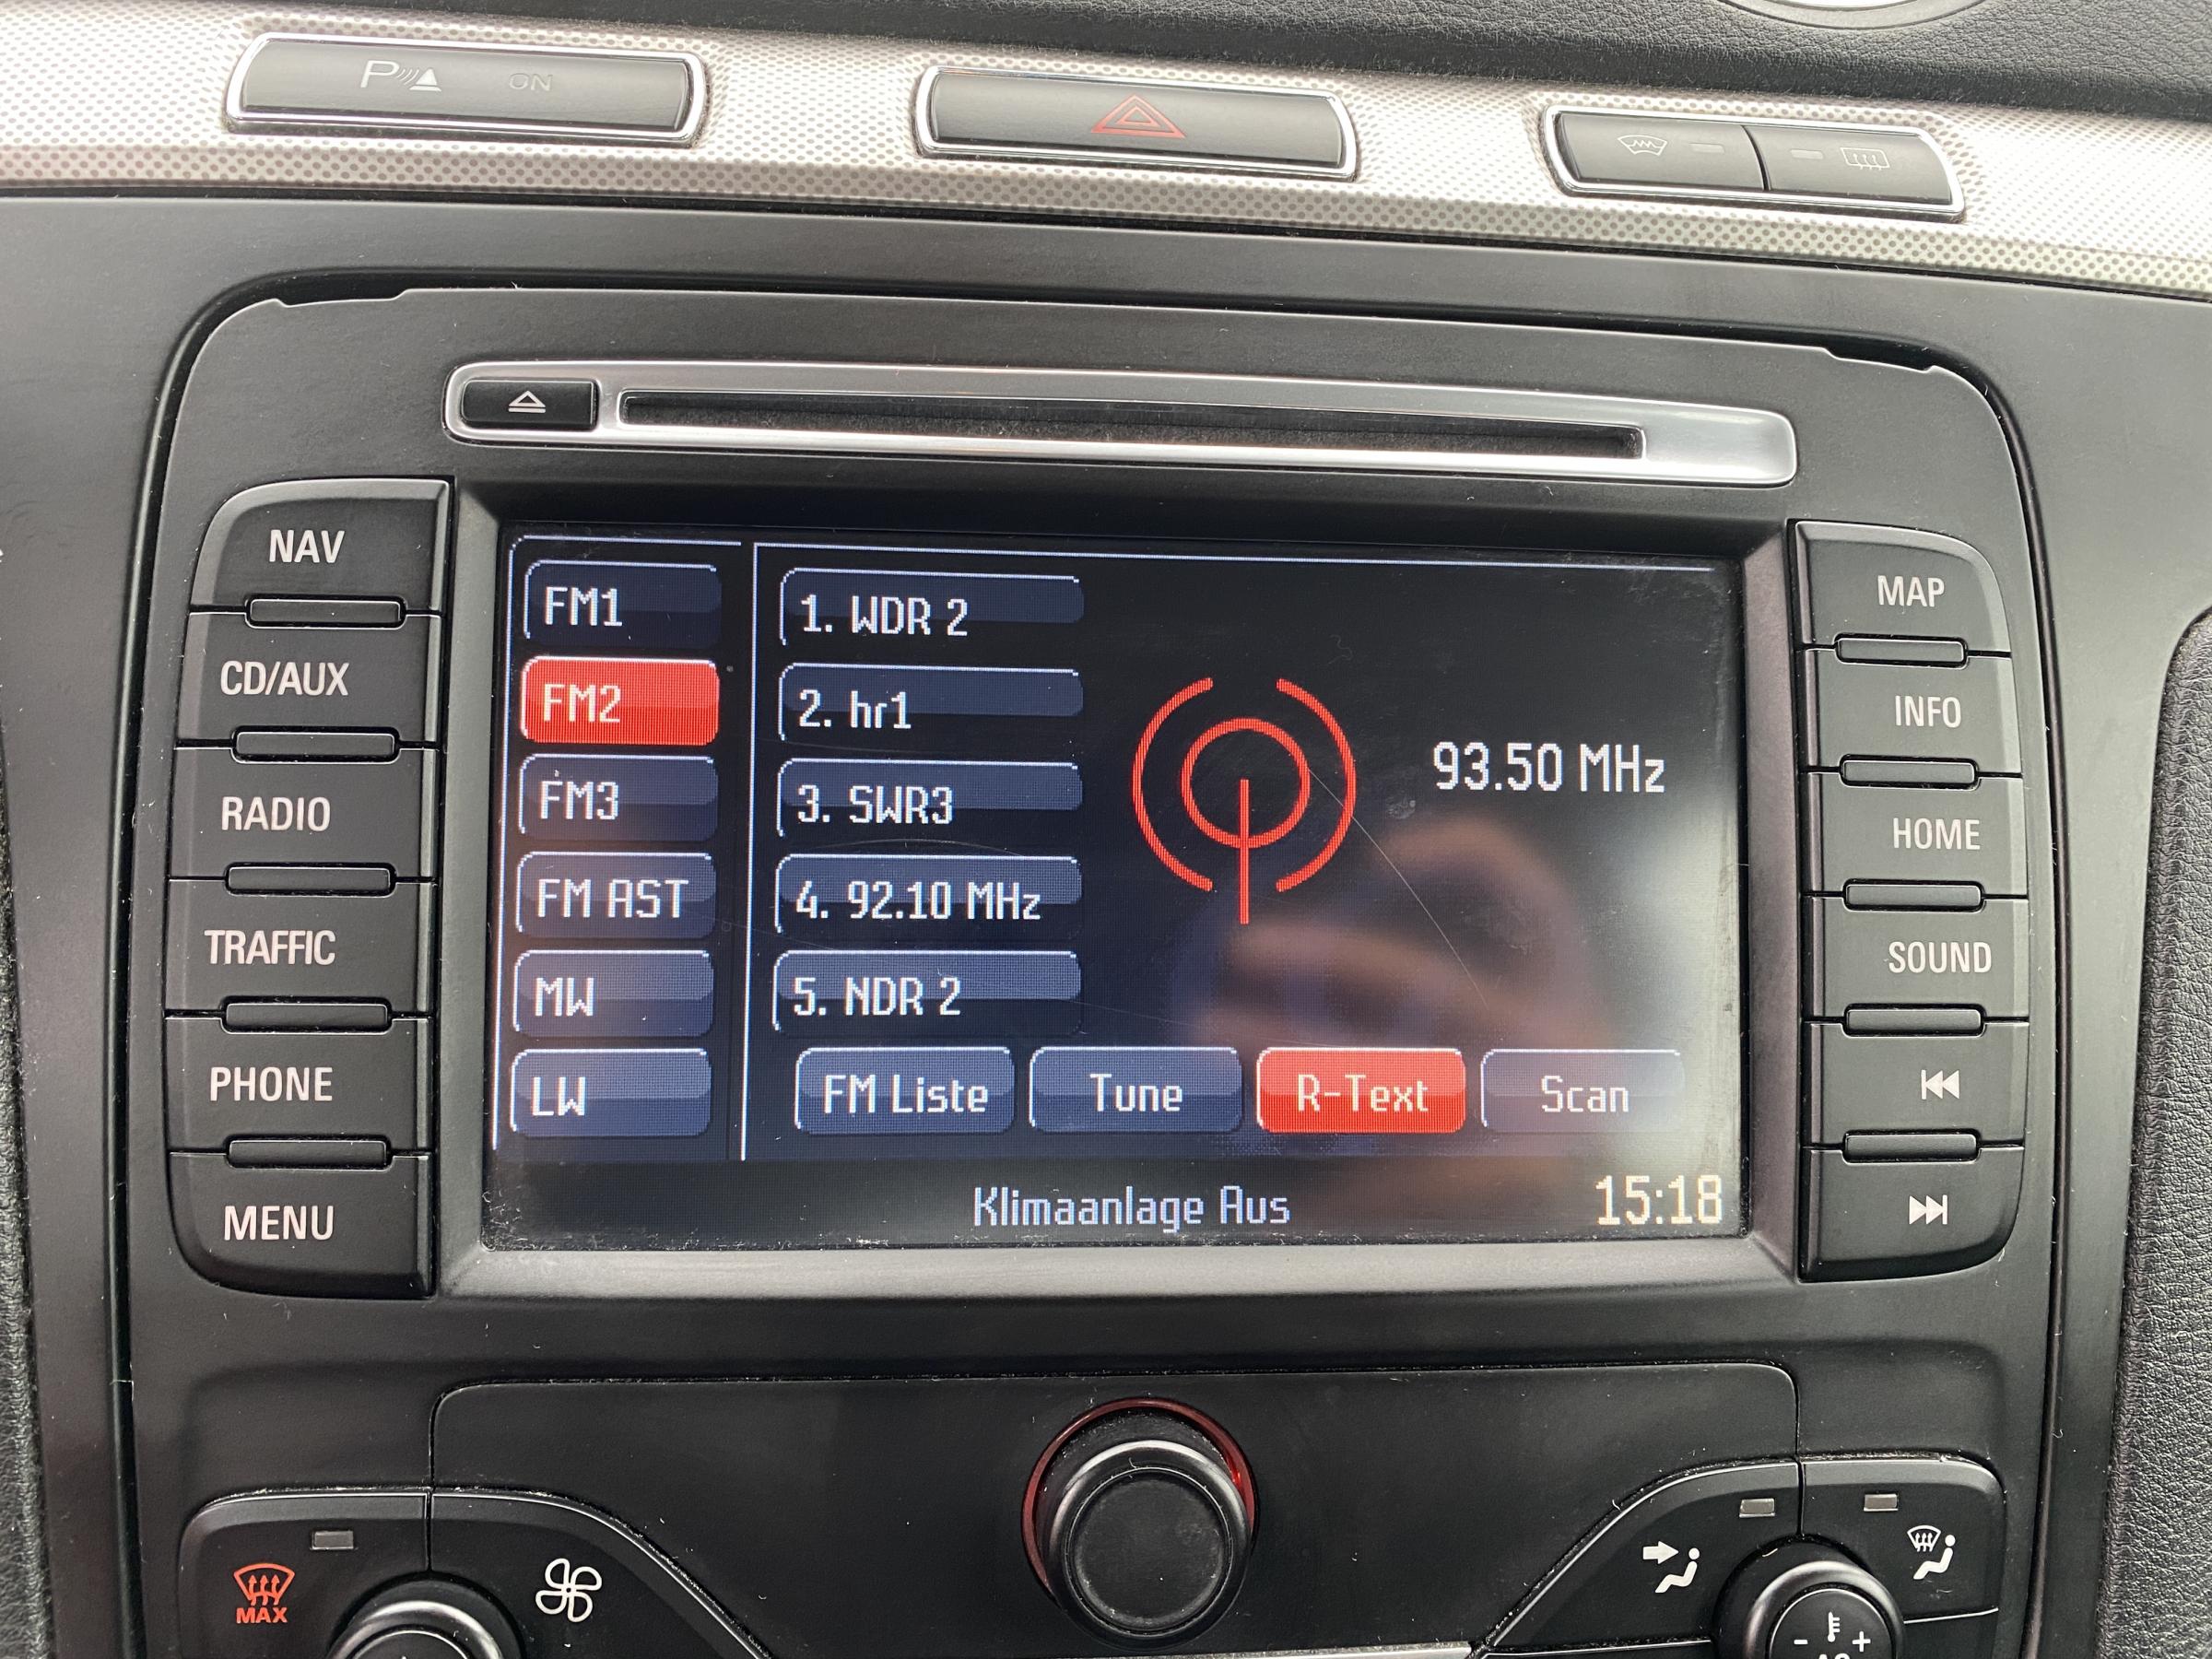 P ON
NAV
CD/AUX
RADIO
TRAFFIC
PHONE
MENU
FM1
FM2
FM3
FM AST
MW
LW
1. WDR 2
2. hr1
3. SWR3
4. 92.10 MHz
5. NDR 2
93.50 MHz
FM Liste
Tune
R-Text
Scan
Klimaanlage Aus
15:18
MAP
INFO
HOME
SOUND
MAX
- +